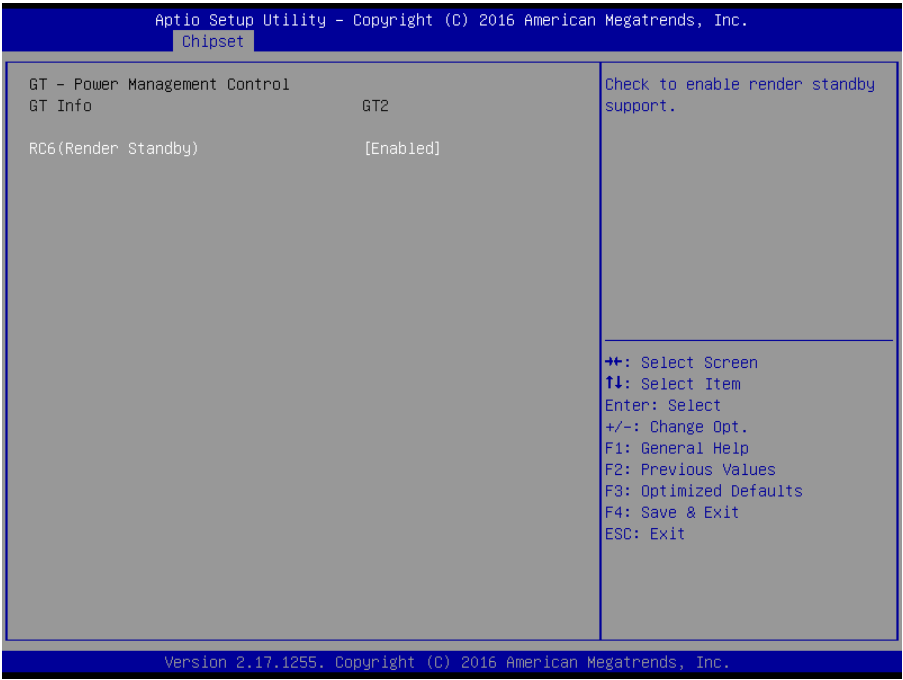 Aptio Setup Utility – Copyright (C) 2016 American Megatrends, Inc.
Chipset
GT – Power Management Control
GT Info GT2
RC6(Render Standby) [Enabled]
Check to enable render standby
support.
→←: Select Screen
↑↓: Select Item
Enter: Select
+/-: Change Opt.
F1: General Help
F2: Previous Values
F3: Optimized Defaults
F4: Save & Exit
ESC: Exit
Version 2.17.1255. Copyright (C) 2016 American Megatrends, Inc.